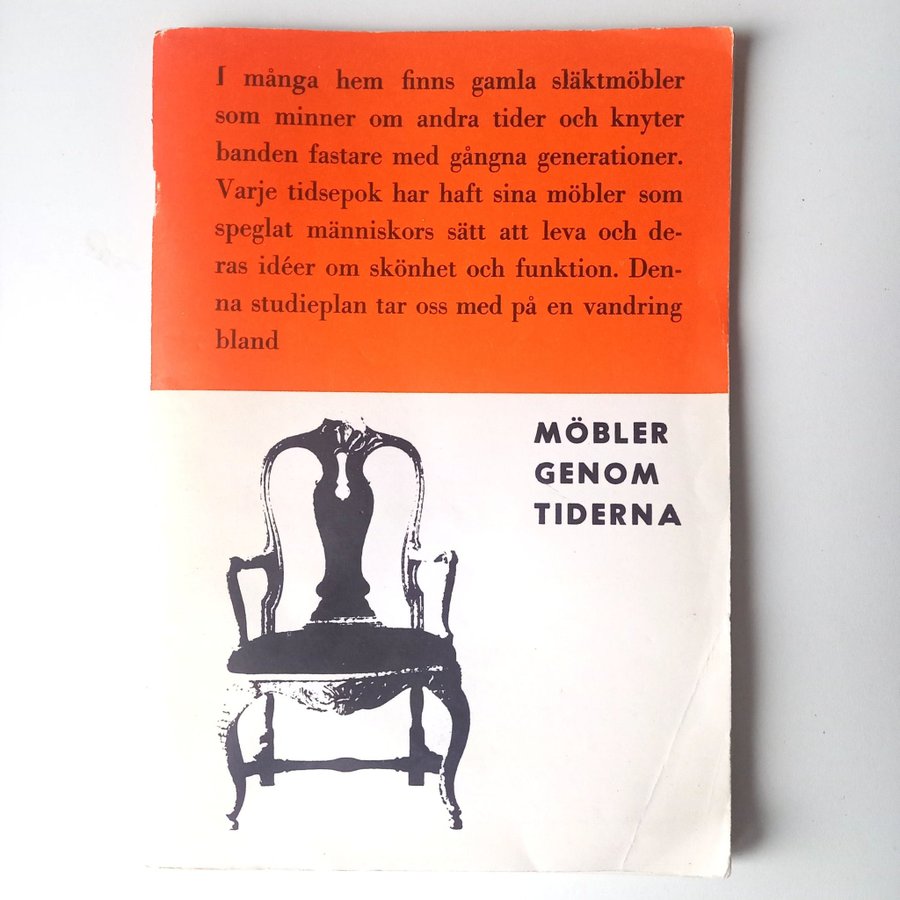 I många hem finns gamla släktmöbler
som minner om andra tider och knyter
banden fastare med gångna generationer.
Varje tidsepok har haft sina möbler som
speglat människors sätt att leva och de-
ras idéer om skönhet och funktion. Den-
na studieplan tar oss med på en vandring
bland
MÖBLER
GENOM
TIDERNA